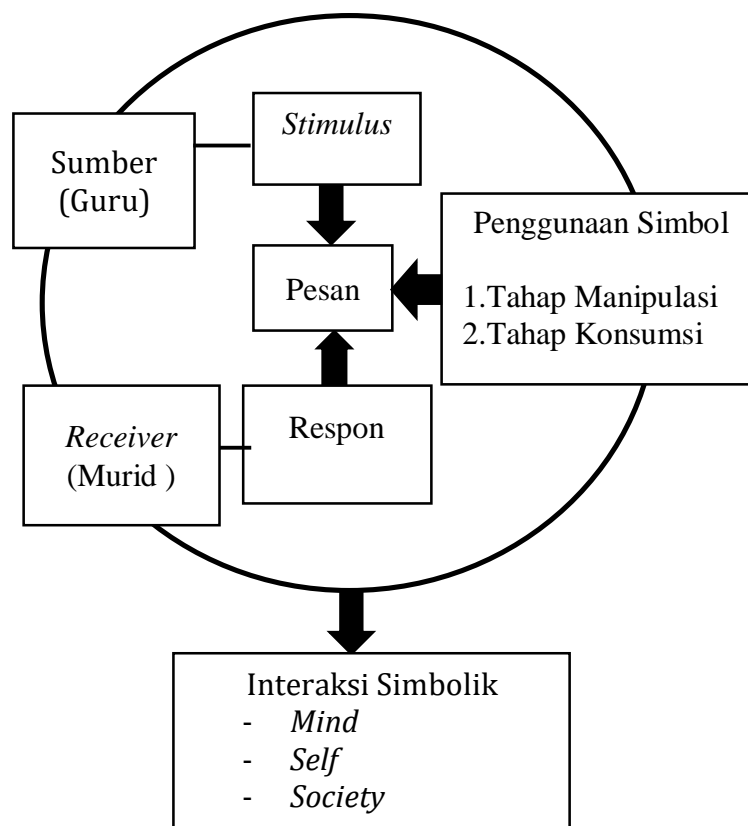 Sumber
(Guru)
Stimulus
Penggunaan Simbol
1.Tahap Manipulasi
2.Tahap Konsumsi
Pesan
Receiver
(Murid )
Respon
Interaksi Simbolik
- Mind
- Self
- Society